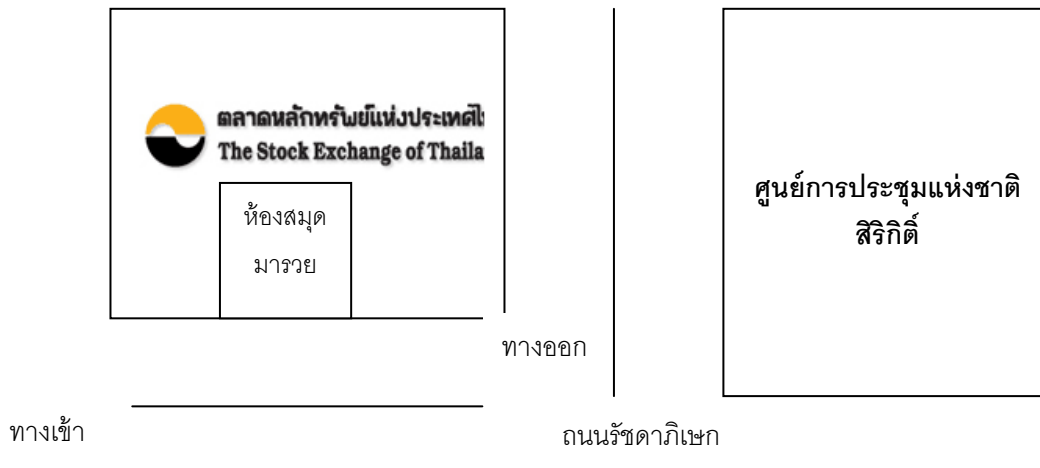 ตลาดหลักทรัพย์แห่งประเทศไ
The Stock Exchange of Thaila
ห้องสมุด
มารวย
ศูนย์การประชุมแห่งชาติ
สิริกิติ์
ทางออก
ทางเข้า
ถนนรัชดาภิเษก